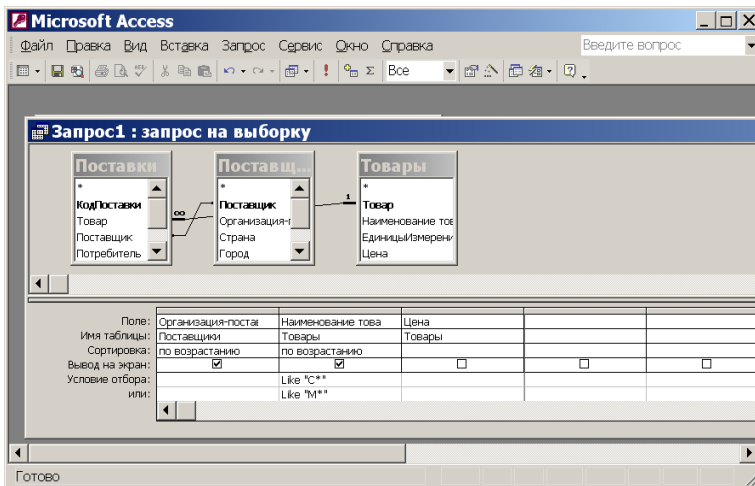 Microsoft Access
Файл Правка Вид Вставка Запрос Сервис Окно Справка Введите вопрос
Все
Запрос1 : запрос на выборку
Поставки Поставщ... Товары
* * *
КодПоставки Поставщик Товар
Товар Организация-г Наименование тов
Поставщик Страна ЕдиницыИзмерени
Потребитель Город Цена
∞ 1
Поле: Организация-постав Наименование това Цена
Имя таблицы: Поставщики Товары Товары
Сортировка: по возрастанию по возрастанию
Вывод на экран:
Условие отбора: Like "С*"
или: Like "М*"
Готово